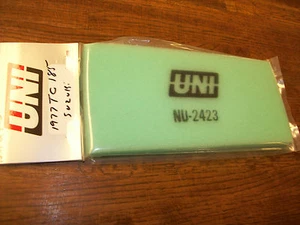 UNI
1977 TC 185
SUZUKI
UNI
NU-2423